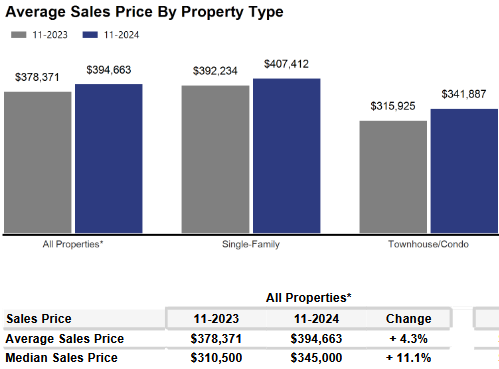 Average Sales Price By Property Type
11-2023 11-2024
$378,371 $394,663 $392,234 $407,412 $315,925 $341,887
All Properties* Single-Family Townhouse/Condo
All Properties*
Sales Price 11-2023 11-2024 Change
Average Sales Price $378,371 $394,663 + 4.3%
Median Sales Price $310,500 $345,000 + 11.1%